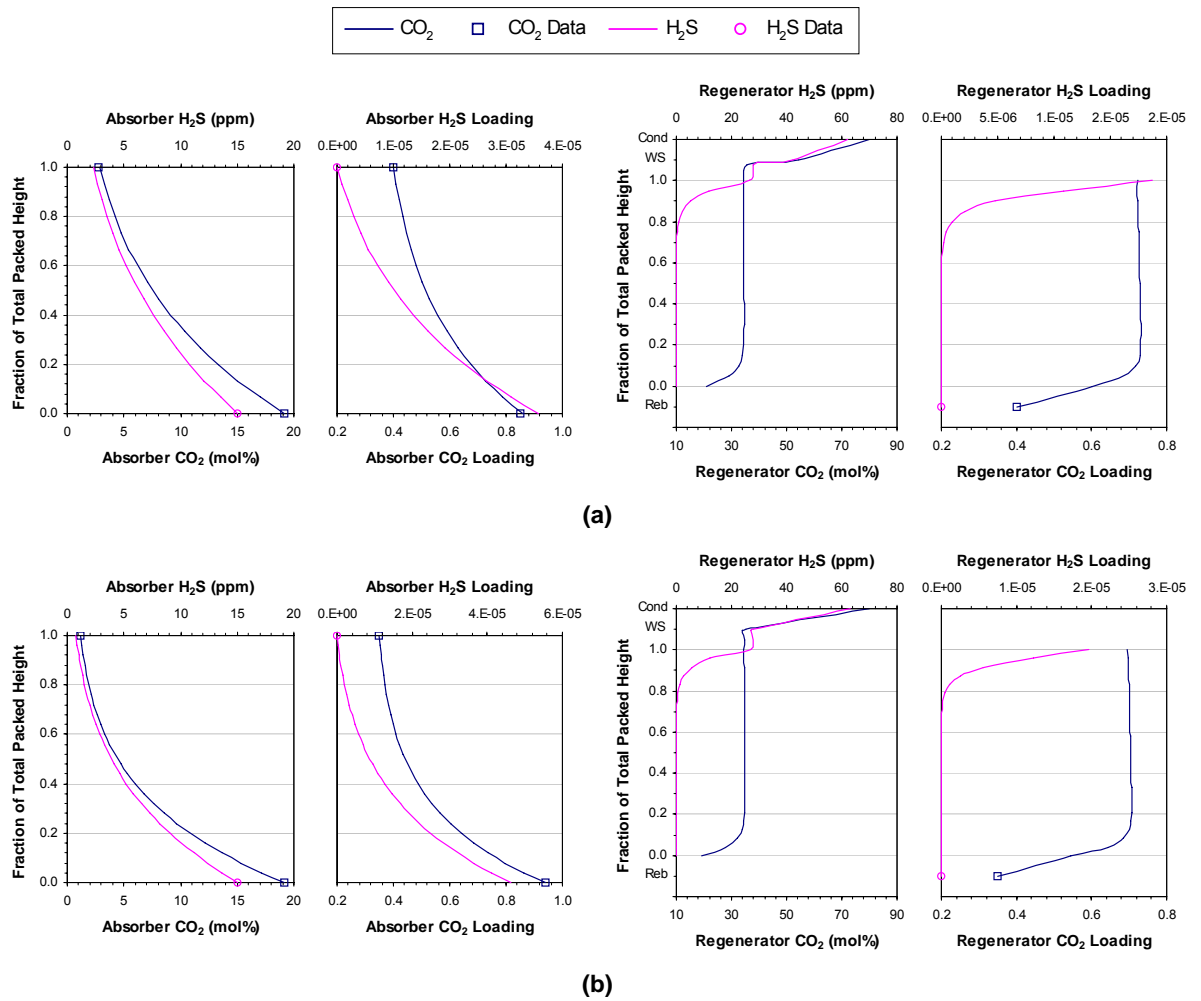 CO₂ CO₂ Data H₂S H₂S Data
Absorber H₂S (ppm)
0 5 10 15 20
Absorber H₂S Loading
0.E+00 1.E-05 2.E-05 3.E-05 4.E-05
Regenerator H₂S (ppm)
0 20 40 60 80
Regenerator H₂S Loading
0.E+00 5.E-06 1.E-05 2.E-05 2.E-05
Fraction of Total Packed Height
1.0
0.8
0.6
0.4
0.2
0.0
0 5 10 15 20
Absorber CO₂ (mol%)
0.2 0.4 0.6 0.8 1.0
Absorber CO₂ Loading
Fraction of Total Packed Height
Cond
WS
1.0
0.8
0.6
0.4
0.2
0.0
Reb
10 30 50 70 90
Regenerator CO₂ (mol%)
0.2 0.4 0.6 0.8
Regenerator CO₂ Loading
(a)
Absorber H₂S (ppm)
0 5 10 15 20
Absorber H₂S Loading
0.E+00 2.E-05 4.E-05 6.E-05
Regenerator H₂S (ppm)
0 20 40 60 80
Regenerator H₂S Loading
0.E+00 1.E-05 2.E-05 3.E-05
Fraction of Total Packed Height
1.0
0.8
0.6
0.4
0.2
0.0
0 5 10 15 20
Absorber CO₂ (mol%)
0.2 0.4 0.6 0.8 1.0
Absorber CO₂ Loading
Fraction of Total Packed Height
Cond
WS
1.0
0.8
0.6
0.4
0.2
0.0
Reb
10 30 50 70 90
Regenerator CO₂ (mol%)
0.2 0.4 0.6 0.8
Regenerator CO₂ Loading
(b)